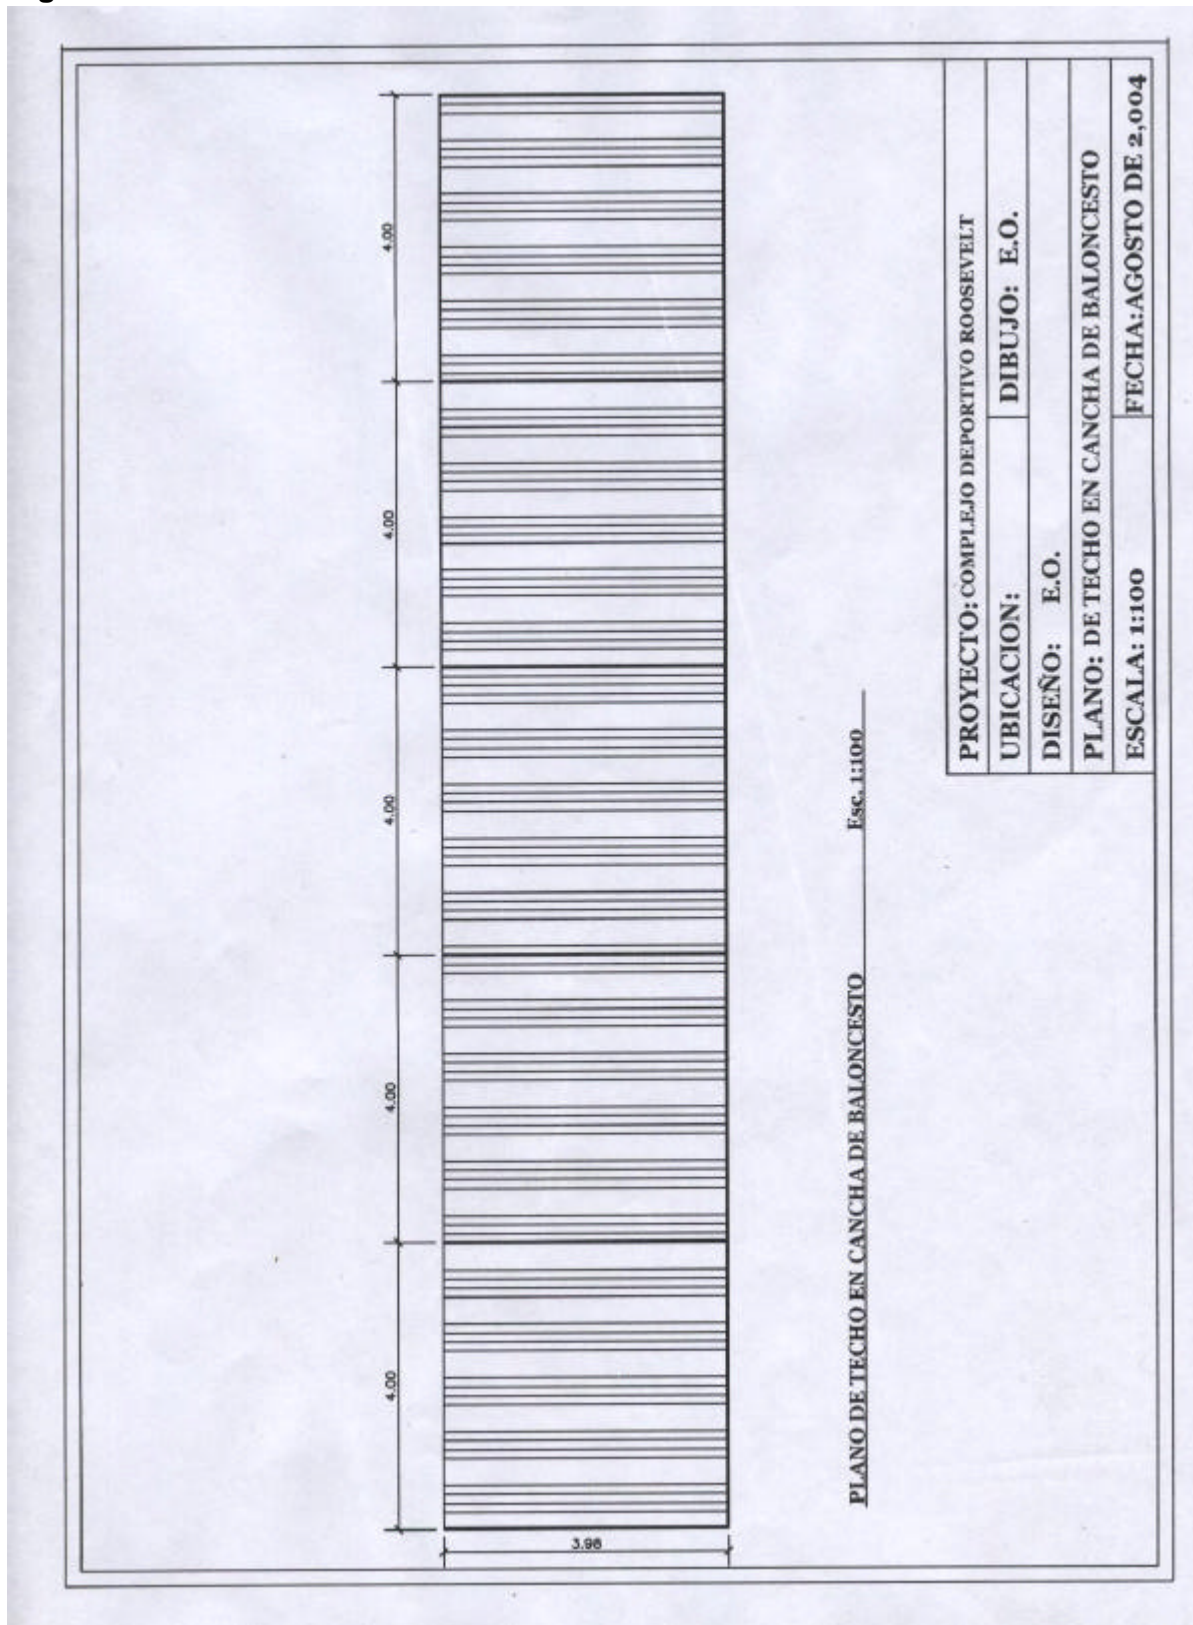 4.00
4.00
4.00
4.00
4.00
3.96
PLANO DE TECHO EN CANCHA DE BALONCESTO Esc. 1:100
PROYECTO: COMPLEJO DEPORTIVO ROOSEVELT
UBICACION: DIBUJO: E.O.
DISEÑO: E.O.
PLANO: DE TECHO EN CANCHA DE BALONCESTO
ESCALA: 1:100 FECHA:AGOSTO DE 2,004